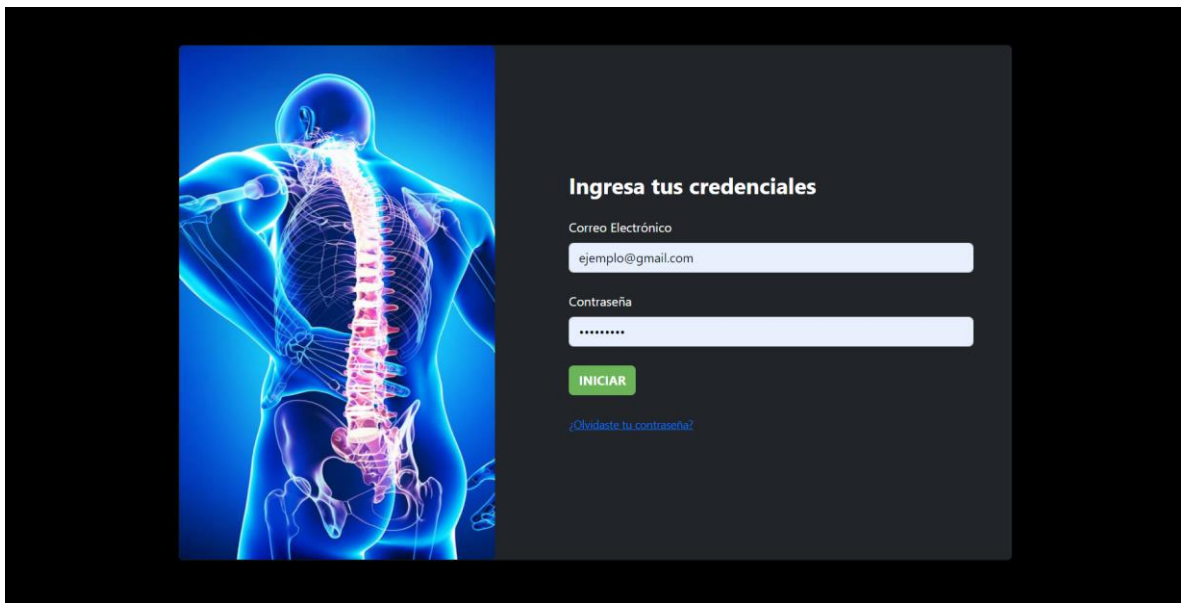 Ingresa tus credenciales
Correo Electrónico
ejemplo@gmail.com
Contraseña
•••••••••
INICIAR
¿Olvidaste tu contraseña?